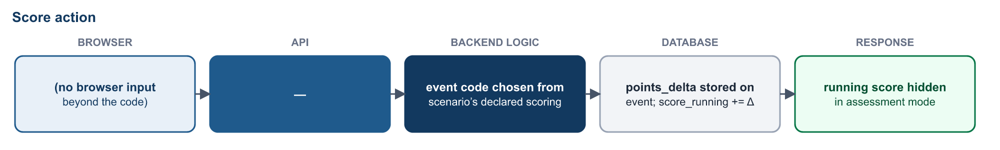 Score action
BROWSER
API
BACKEND LOGIC
DATABASE
RESPONSE
(no browser input
beyond the code)
—
event code chosen from
scenario’s declared scoring
points_delta stored on
event; score_running += Δ
running score hidden
in assessment mode